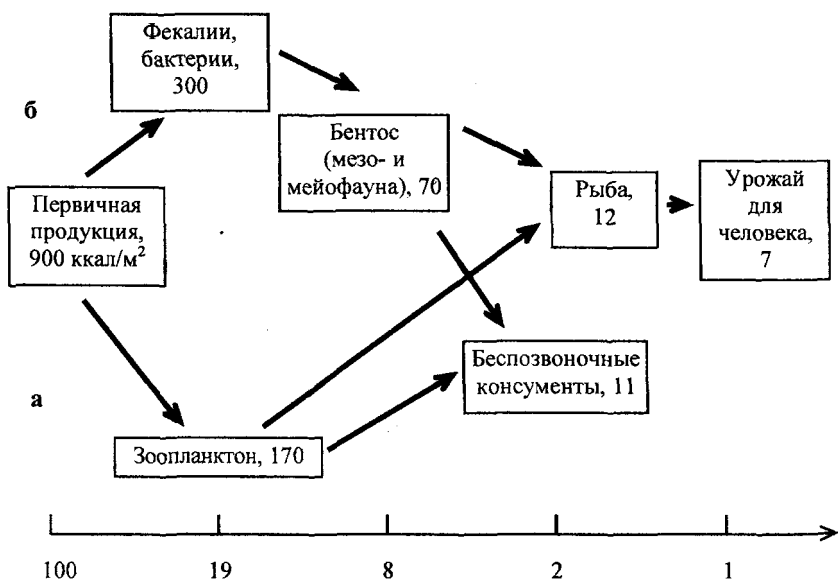 Фекалии,
бактерии,
300
б
Бентос
(мезо- и
мейофауна), 70
Рыба,
12
Урожай
для
человека,
7
Первичная
продукция,
900 ккал/м²
Беспозвоночные
консументы, 11
а
Зоопланктон, 170
100 19 8 2 1